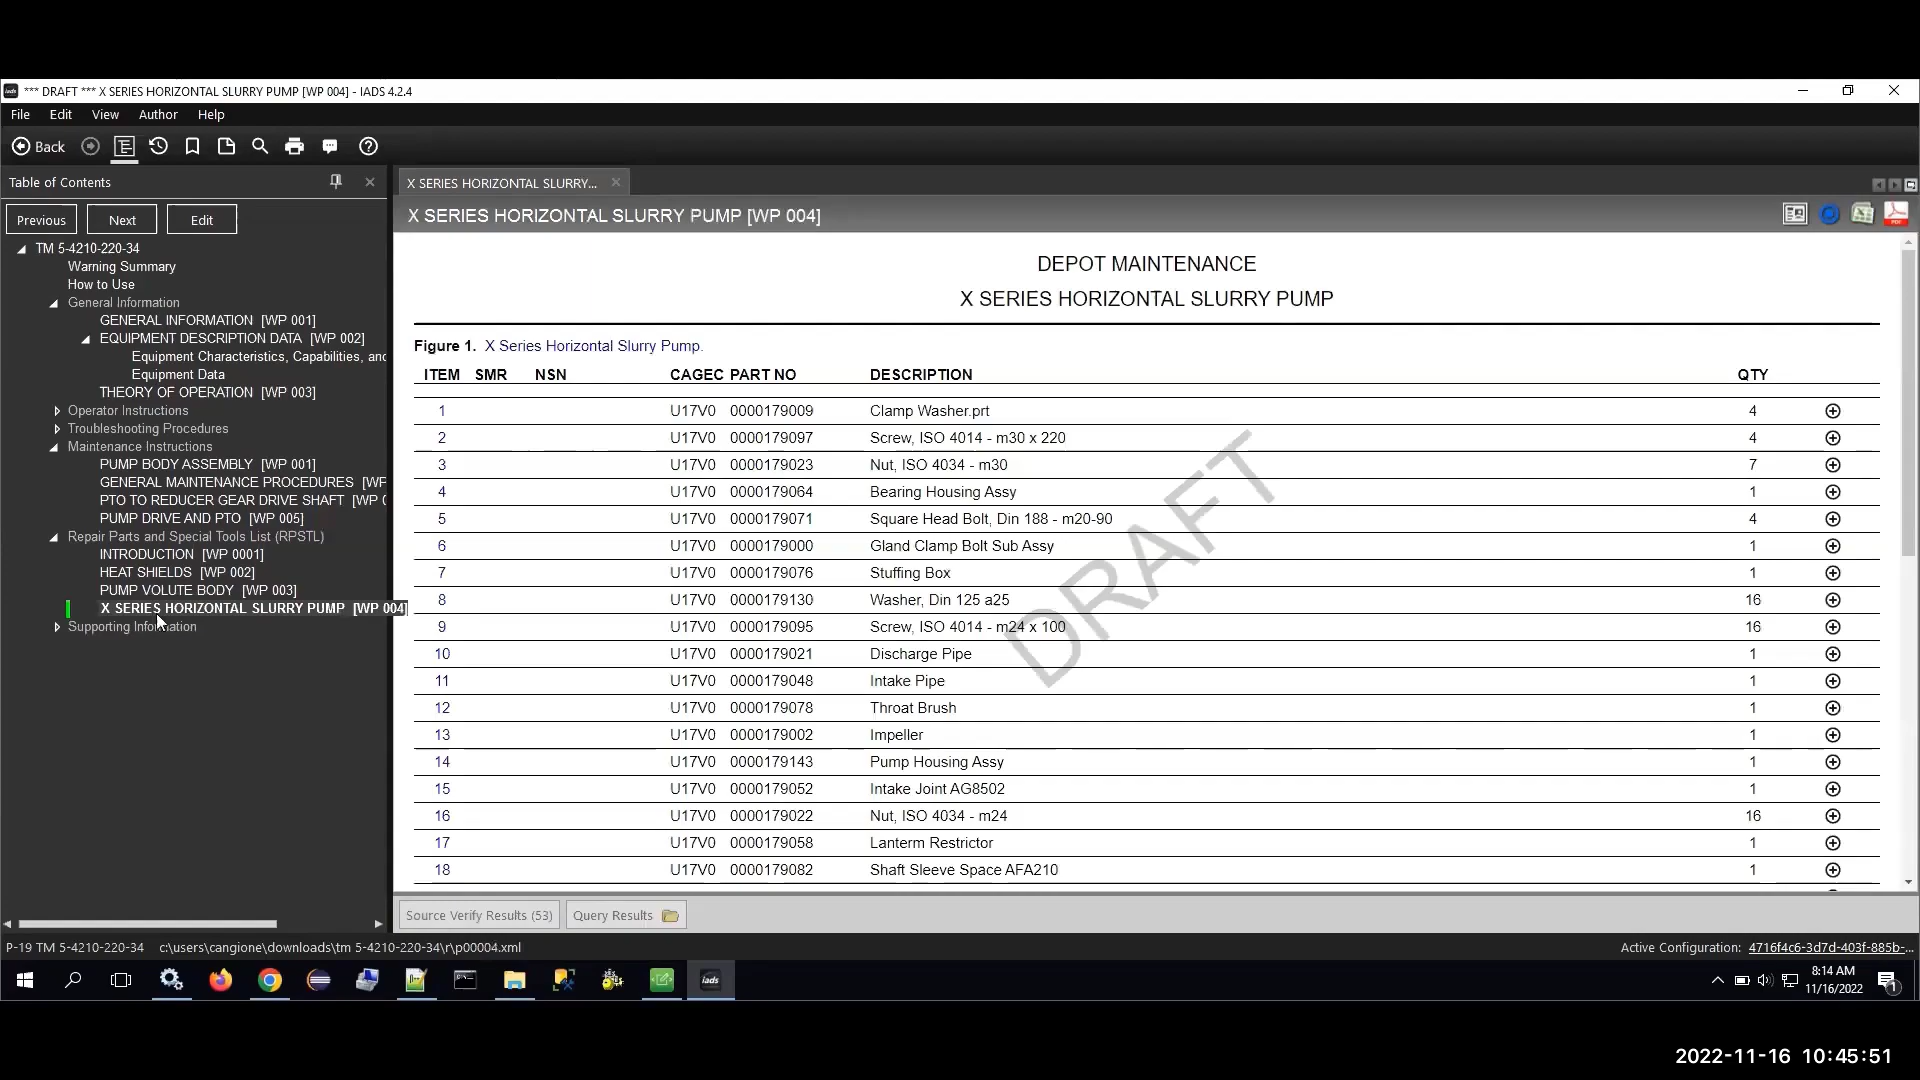 *** DRAFT *** X SERIES HORIZONTAL SLURRY PUMP [WP 004] - IADS 4.2.4
File Edit View Author Help
Back
Table of Contents
Previous Next Edit
TM 5-4210-220-34
Warning Summary
How to Use
General Information
GENERAL INFORMATION [WP 001]
EQUIPMENT DESCRIPTION DATA [WP 002]
Equipment Characteristics, Capabilities, and
Equipment Data
THEORY OF OPERATION [WP 003]
Operator Instructions
Troubleshooting Procedures
Maintenance Instructions
PUMP BODY ASSEMBLY [WP 001]
GENERAL MAINTENANCE PROCEDURES [WP
PTO TO REDUCER GEAR DRIVE SHAFT [WP 0
PUMP DRIVE AND PTO [WP 005]
Repair Parts and Special Tools List (RPSTL)
INTRODUCTION [WP 0001]
HEAT SHIELDS [WP 002]
PUMP VOLUTE BODY [WP 003]
X SERIES HORIZONTAL SLURRY PUMP [WP 004]
Supporting Information
X SERIES HORIZONTAL SLURRY...
X SERIES HORIZONTAL SLURRY PUMP [WP 004]
DEPOT MAINTENANCE
X SERIES HORIZONTAL SLURRY PUMP
Figure 1. X Series Horizontal Slurry Pump.
ITEM SMR NSN CAGEC PART NO DESCRIPTION QTY
1 U17V0 0000179009 Clamp Washer.prt 4
2 U17V0 0000179097 Screw, ISO 4014 - m30 x 220 4
3 U17V0 0000179023 Nut, ISO 4034 - m30 7
4 U17V0 0000179064 Bearing Housing Assy 1
5 U17V0 0000179071 Square Head Bolt, Din 188 - m20-90 4
6 U17V0 0000179000 Gland Clamp Bolt Sub Assy 1
7 U17V0 0000179076 Stuffing Box 1
8 U17V0 0000179130 Washer, Din 125 a25 16
9 U17V0 0000179095 Screw, ISO 4014 - m24 x 100 16
10 U17V0 0000179021 Discharge Pipe 1
11 U17V0 0000179048 Intake Pipe 1
12 U17V0 0000179078 Throat Brush 1
13 U17V0 0000179002 Impeller 1
14 U17V0 0000179143 Pump Housing Assy 1
15 U17V0 0000179052 Intake Joint AG8502 1
16 U17V0 0000179022 Nut, ISO 4034 - m24 16
17 U17V0 0000179058 Lanterm Restrictor 1
18 U17V0 0000179082 Shaft Sleeve Space AFA210 1
DRAFT
Source Verify Results (53) Query Results
P-19 TM 5-4210-220-34 c:\users\cangione\downloads\tm 5-4210-220-34\r\p00004.xml
Active Configuration: 4716f4c6-3d7d-403f-885b-...
iads
8:14 AM
11/16/2022
1
2022-11-16 10:45:51